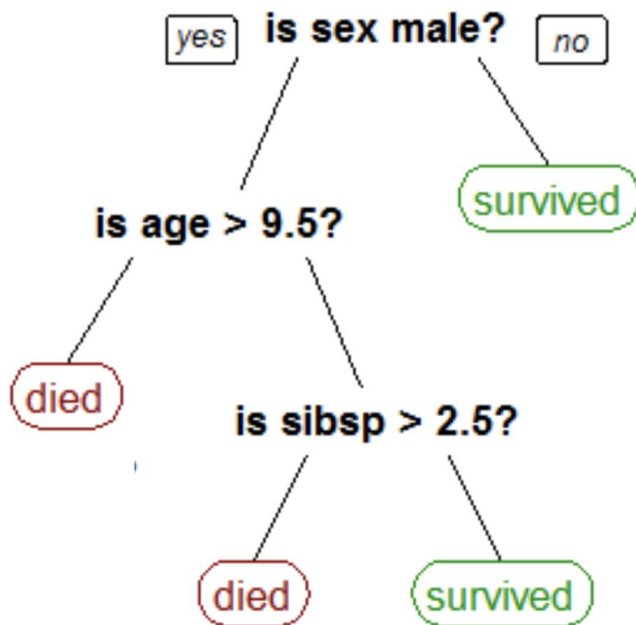 yes is sex male? no
survived
is age > 9.5?
died
is sibsp > 2.5?
died survived